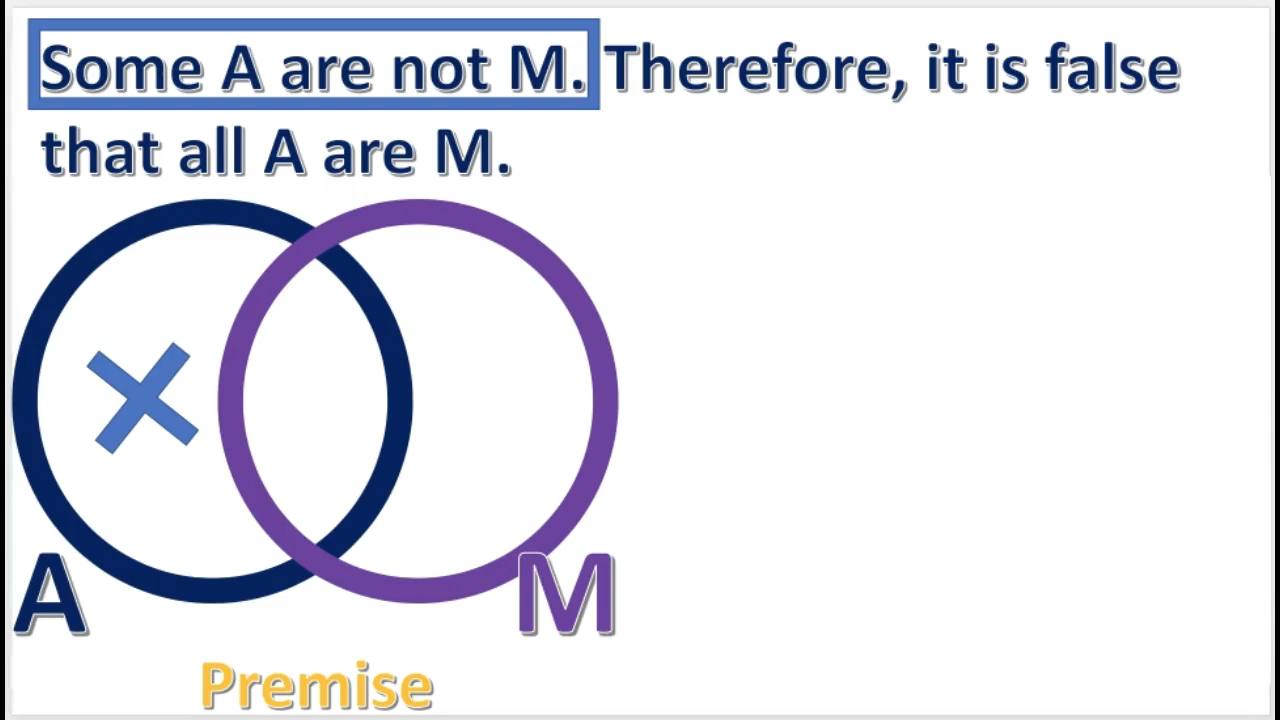 Some A are not M. Therefore, it is false
that all A are M.
A
M
Premise